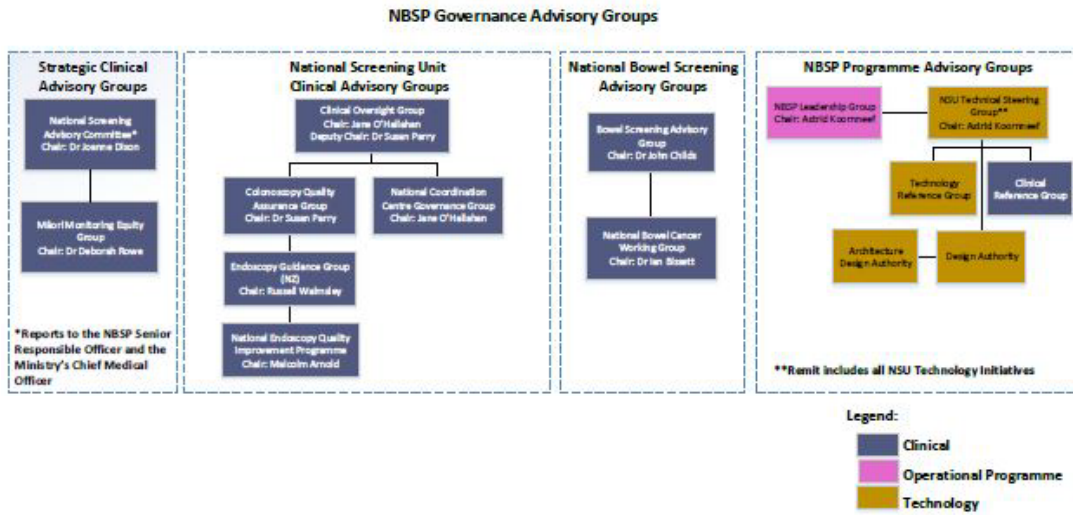 NBSP Governance Advisory Groups
Strategic Clinical
Advisory Groups
National Screening
Advisory Committee*
Chair: Dr Joanne Dixon
Māori Monitoring Equity
Group
Chair: Dr Deborah Rowe
*Reports to the NBSP Senior
Responsible Officer and the
Ministry's Chief Medical
Officer
National Screening Unit
Clinical Advisory Groups
Clinical Oversight Group
Chair: Jane O'Hallahan
Deputy Chair: Dr Susan Parry
Colonoscopy Quality
Assurance Group
Chair: Dr Susan Parry
National Coordination
Centre Governance Group
Chair: Jane O'Hallahan
Endoscopy Guidance Group
(NZ)
Chair: Russell Walmsley
National Endoscopy Quality
Improvement Programme
Chair: Malcolm Arnold
National Bowel Screening
Advisory Groups
Bowel Screening Advisory
Group
Chair: Dr John Childs
National Bowel Cancer
Working Group
Chair: Dr Ian Bissett
NBSP Programme Advisory Groups
NBSP Leadership Group
Chair: Astrid Koornneef
NSU Technical Steering
Group**
Chair: Astrid Koornneef
Technology
Reference Group
Clinical
Reference Group
Architecture
Design Authority
Design Authority
**Remit includes all NSU Technology Initiatives
Legend:
Clinical
Operational Programme
Technology